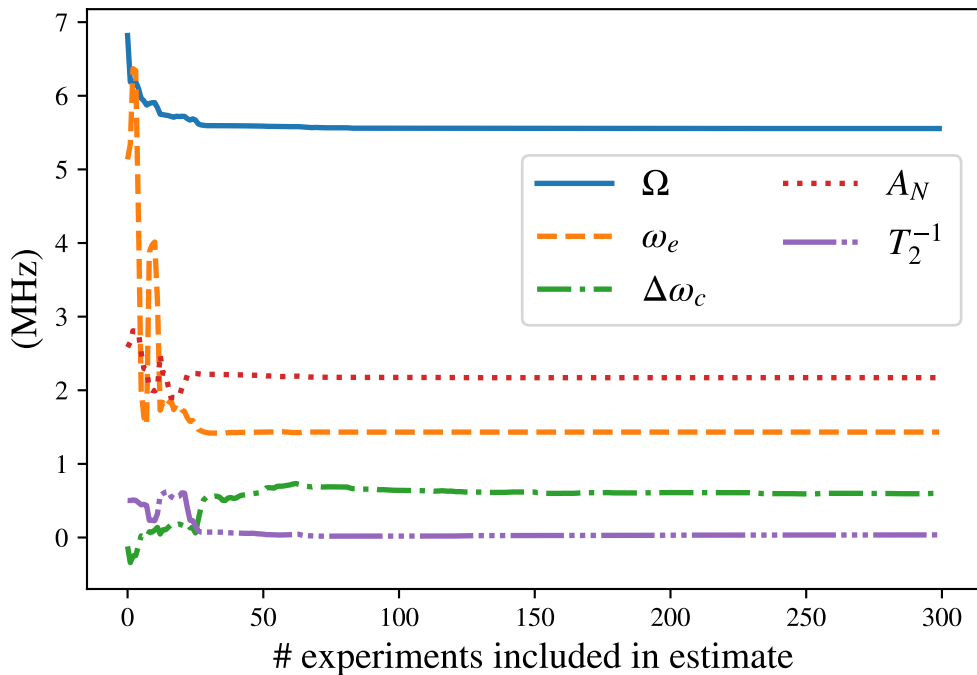 7
6
5
4
3
2
1
0
(MHz)
Ω
ω_e
Δω_c
A_N
T_2^{-1}
0 50 100 150 200 250 300
# experiments included in estimate